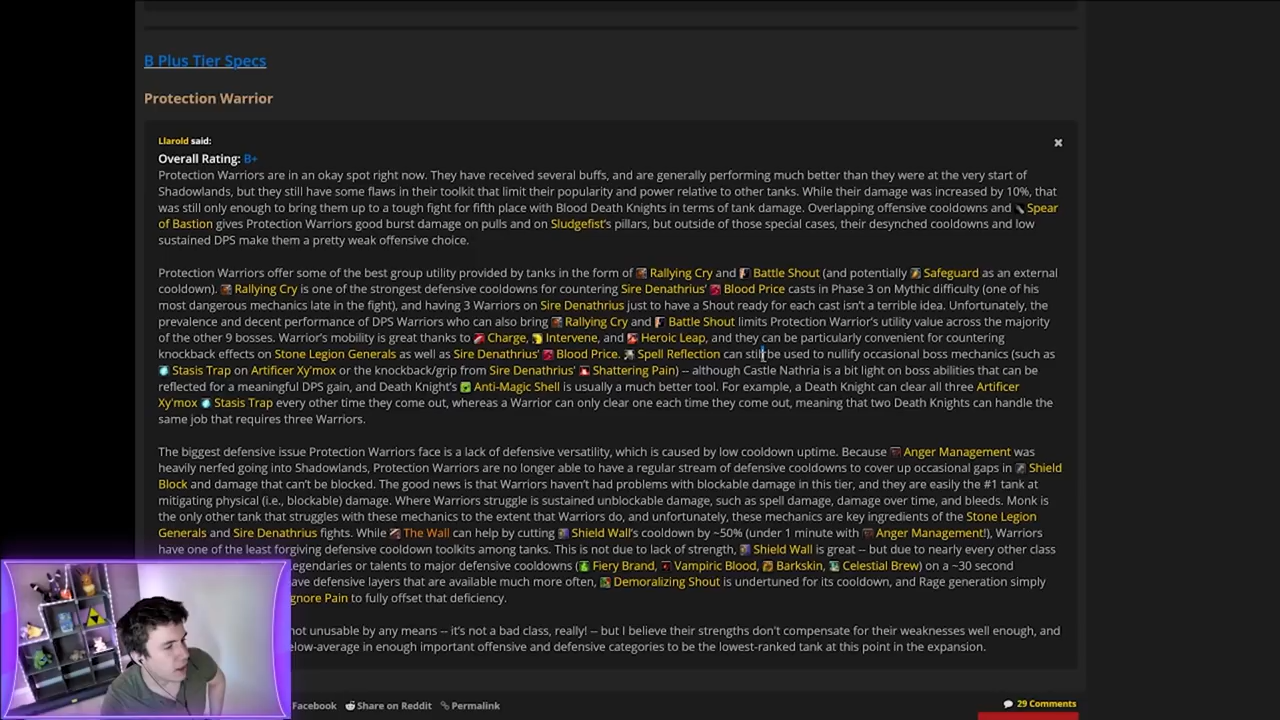 B Plus Tier Specs
Protection Warrior
Llarold said:
Overall Rating: B+
Protection Warriors are in an okay spot right now. They have received several buffs, and are generally performing much better than they were at the very start of
Shadowlands, but they still have some flaws in their toolkit that limit their popularity and power relative to other tanks. While their damage was increased by 10%, that
was still only enough to bring them up to a tough fight for fifth place with Blood Death Knights in terms of tank damage. Overlapping offensive cooldowns and Spear
of Bastion gives Protection Warriors good burst damage on pulls and on Sludgefist's pillars, but outside of those special cases, their desynched cooldowns and low
sustained DPS make them a pretty weak offensive choice.
Protection Warriors offer some of the best group utility provided by tanks in the form of Rallying Cry and Battle Shout (and potentially Safeguard as an external
cooldown). Rallying Cry is one of the strongest defensive cooldowns for countering Sire Denathrius' Blood Price casts in Phase 3 on Mythic difficulty (one of his
most dangerous mechanics late in the fight), and having 3 Warriors on Sire Denathrius just to have a Shout ready for each cast isn't a terrible idea. Unfortunately, the
prevalence and decent performance of DPS Warriors who can also bring Rallying Cry and Battle Shout limits Protection Warrior's utility value across the majority
of the other 9 bosses. Warrior's mobility is great thanks to Charge, Intervene, and Heroic Leap, and they can be particularly convenient for countering
knockback effects on Stone Legion Generals as well as Sire Denathrius' Blood Price. Spell Reflection can still be used to nullify occasional boss mechanics (such as
Stasis Trap on Artificer Xy'mox or the knockback/grip from Sire Denathrius' Shattering Pain) -- although Castle Nathria is a bit light on boss abilities that can be
reflected for a meaningful DPS gain, and Death Knight's Anti-Magic Shell is usually a much better tool. For example, a Death Knight can clear all three Artificer
Xy'mox Stasis Trap every other time they come out, whereas a Warrior can only clear one each time they come out, meaning that two Death Knights can handle the
same job that requires three Warriors.
The biggest defensive issue Protection Warriors face is a lack of defensive versatility, which is caused by low cooldown uptime. Because Anger Management was
heavily nerfed going into Shadowlands, Protection Warriors are no longer able to have a regular stream of defensive cooldowns to cover up occasional gaps in Shield
Block and damage that can't be blocked. The good news is that Warriors haven't had problems with blockable damage in this tier, and they are easily the #1 tank at
mitigating physical (i.e., blockable) damage. Where Warriors struggle is sustained unblockable damage, such as spell damage, damage over time, and bleeds. Monk is
the only other tank that struggles with these mechanics to the extent that Warriors do, and unfortunately, these mechanics are key ingredients of the Stone Legion
Generals and Sire Denathrius fights. While The Wall can help by cutting Shield Wall's cooldown by ~50% (under 1 minute with Anger Management!), Warriors
have one of the least forgiving defensive cooldown toolkits among tanks. This is not due to lack of strength, Shield Wall is great -- but due to nearly every other class
egendaries or talents to major defensive cooldowns (Fiery Brand, Vampiric Blood, Barkskin, Celestial Brew) on a ~30 second
ave defensive layers that are available much more often, Demoralizing Shout is undertuned for its cooldown, and Rage generation simply
gnore Pain to fully offset that deficiency.
not unusable by any means -- it's not a bad class, really! -- but I believe their strengths don't compensate for their weaknesses well enough, and
elow-average in enough important offensive and defensive categories to be the lowest-ranked tank at this point in the expansion.
Facebook Share on Reddit Permalink 29 Comments